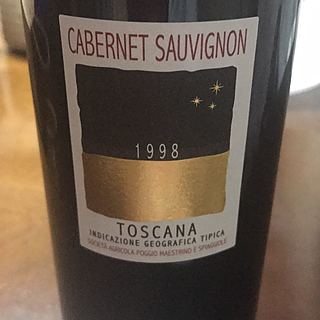 CABERNET SAUVIGNON
1998
TOSCANA
INDICAZIONE GEOGRAFICA TIPICA
SOCIETÀ AGRICOLA POGGIO MAESTRINO E SPIAGGIOLE